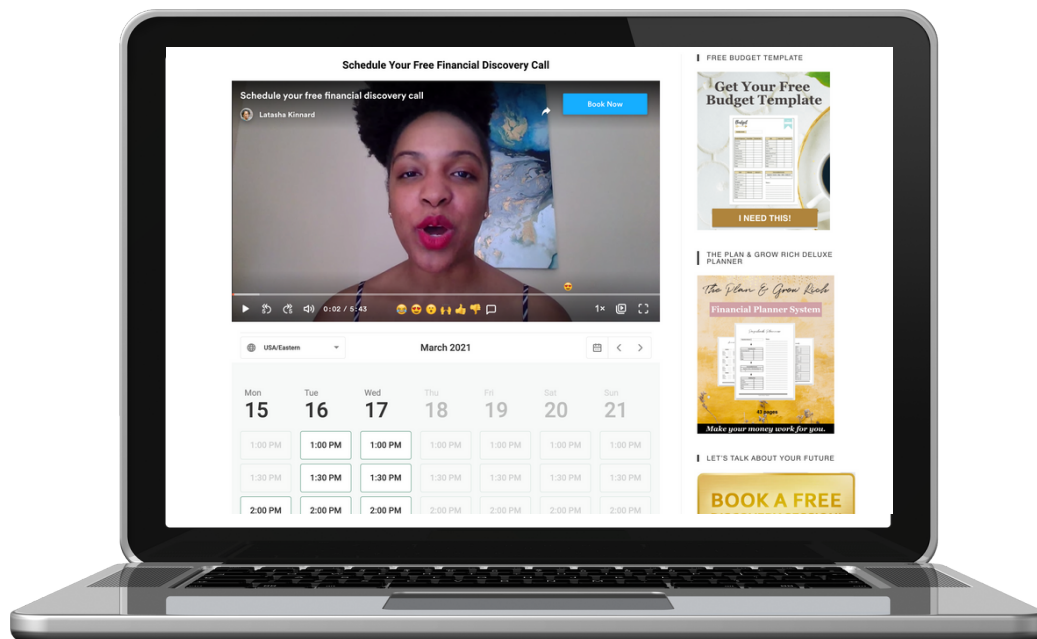 Schedule Your Free Financial Discovery Call
Schedule your free financial discovery call
Latasha Kinnard
Book Now
0:02 / 5:43
1×
USA/Eastern
March 2021
Mon Tue Wed Thu Fri Sat Sun
15 16 17 18 19 20 21
1:00 PM 1:00 PM 1:00 PM 1:00 PM 1:00 PM 1:00 PM 1:00 PM
1:30 PM 1:30 PM 1:30 PM 1:30 PM 1:30 PM 1:30 PM 1:30 PM
2:00 PM 2:00 PM 2:00 PM 2:00 PM 2:00 PM 2:00 PM 2:00 PM
FREE BUDGET TEMPLATE
Get Your Free
Budget Template
Budget
I NEED THIS!
THE PLAN & GROW RICH DELUXE
PLANNER
The Plan & Grow Rich
Financial Planner System
43 pages
Make your money work for you.
LET'S TALK ABOUT YOUR FUTURE
BOOK A FREE